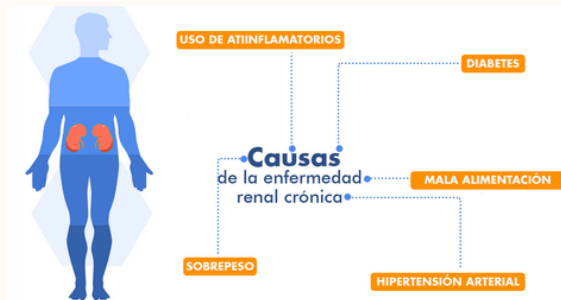 USO DE ATIINFLAMATORIOS
DIABETES
Causas
de la enfermedad
renal crónica
MALA ALIMENTACIÓN
SOBREPESO
HIPERTENSIÓN ARTERIAL